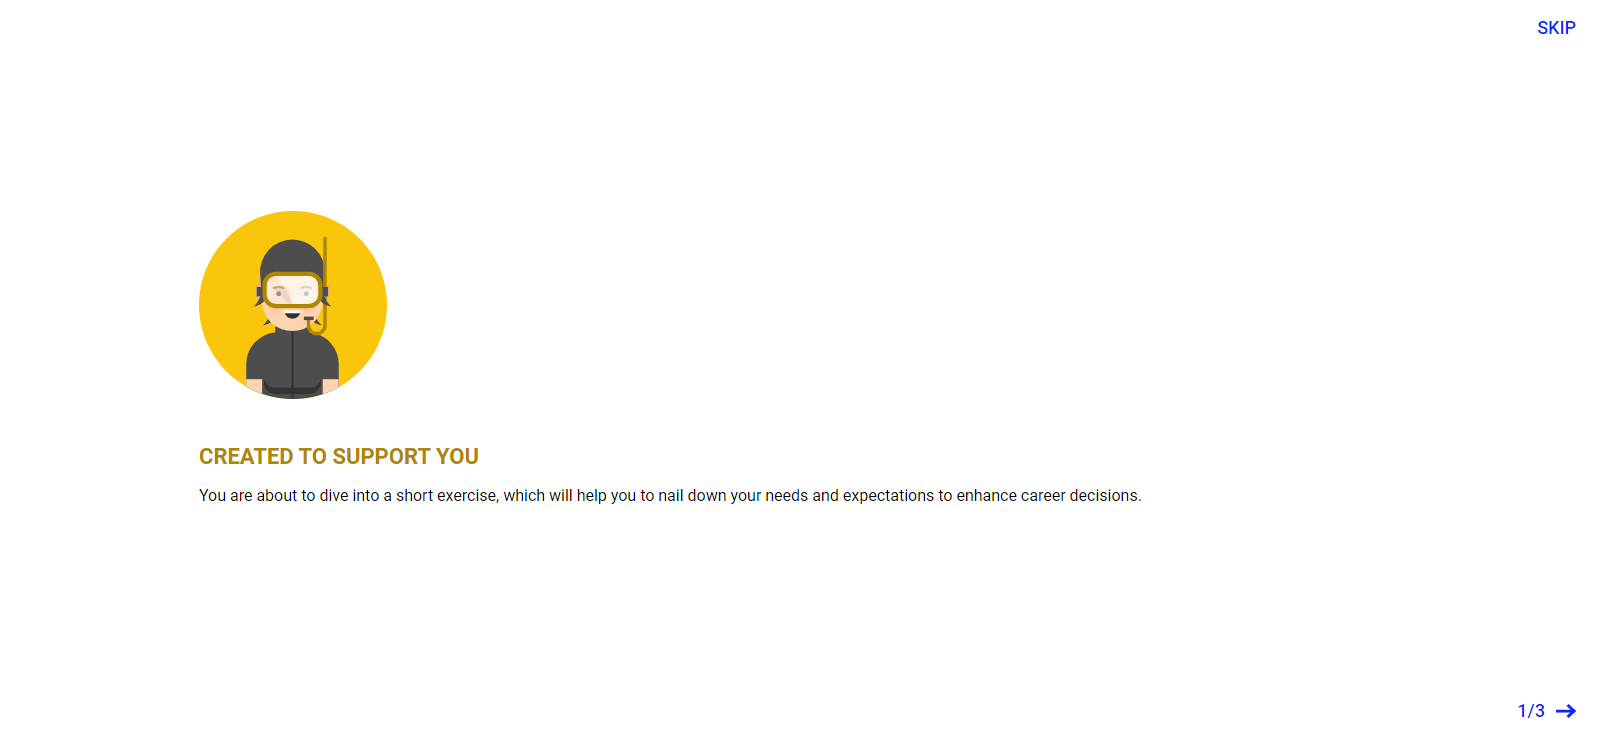 SKIP
CREATED TO SUPPORT YOU
You are about to dive into a short exercise, which will help you to nail down your needs and expectations to enhance career decisions.
1/3